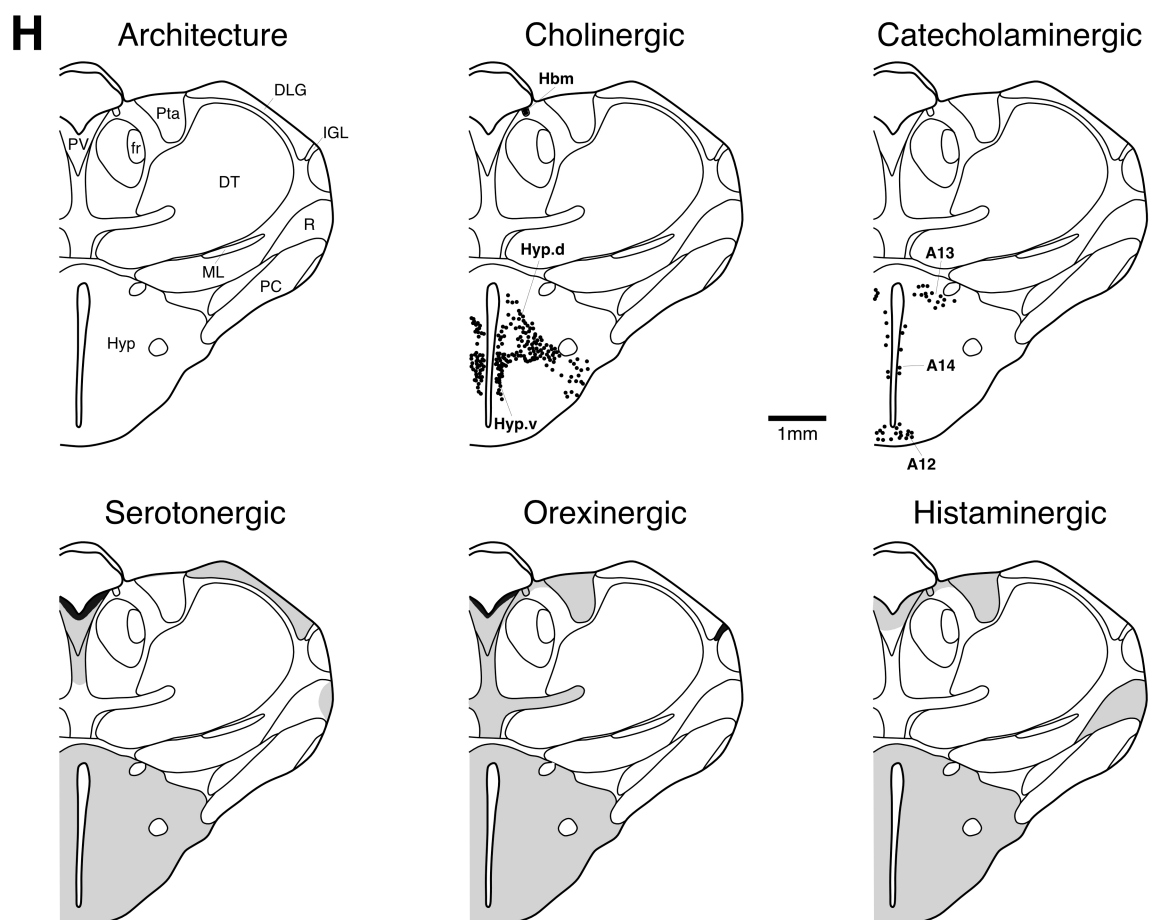 H
Architecture
Cholinergic
Catecholaminergic
DLG
Pta
IGL
PV
fr
DT
R
ML
PC
Hyp
Hbm
Hyp.d
Hyp.v
1mm
A13
A14
A12
Serotonergic
Orexinergic
Histaminergic